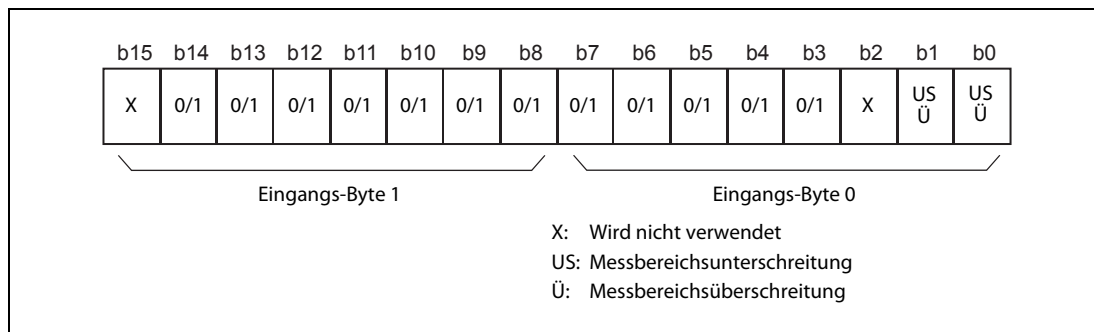 b15 b14 b13 b12 b11 b10 b9 b8 b7 b6 b5 b4 b3 b2 b1 b0
X 0/1 0/1 0/1 0/1 0/1 0/1 0/1 0/1 0/1 0/1 0/1 0/1 X US Ü US Ü
Eingangs-Byte 1 Eingangs-Byte 0
X: Wird nicht verwendet
US: Messbereichsunterschreitung
Ü: Messbereichsüberschreitung